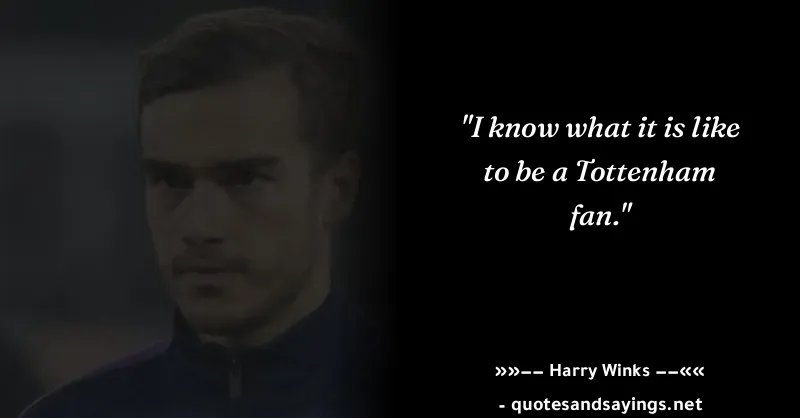 "I know what it is like
to be a Tottenham
fan."
»»–– Harry Winks ––««
- quotesandsayings.net